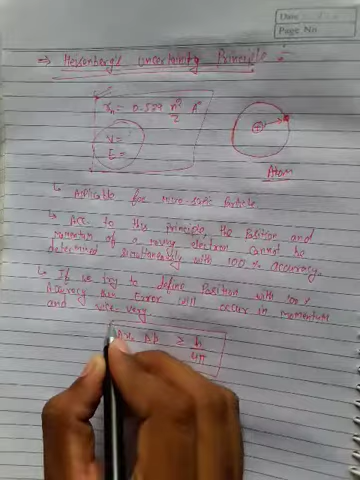 Date
Page No
⇒ Heisenberg's uncertainty Principle :-
rn = 0.529 n²/Z A°
V =
E =
Atom
↳ Applicable for micro-scopic particle.
↳ Acc. to this principle the Position and
momentum of a moving electron cannot be
determined simultaneously with 100% accuracy.
↳ If we try to define Position with 100%
Accuracy then Error will occur in momentum
and vice-very
Δx. Δp ≥ h/4π